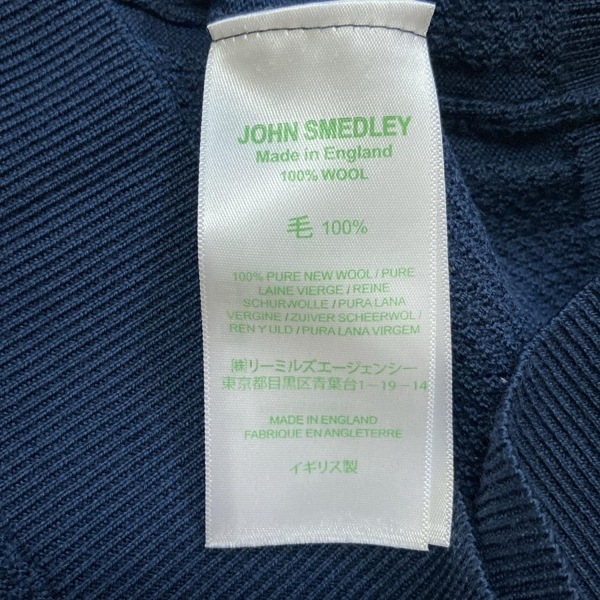 JOHN SMEDLEY
Made in England
100% WOOL
毛 100%
100% PURE NEW WOOL / PURE
LAINE VIERGE / REINE
SCHURWOLLE / PURA LANA
VERGINE / ZUIVER SCHEERWOL /
REN Y ULD / PURA LANA VIRGEM
㈱リーミルズエージェンシー
東京都目黒区青葉台1-19-14
MADE IN ENGLAND
FABRIQUE EN ANGLETERRE
イギリス製